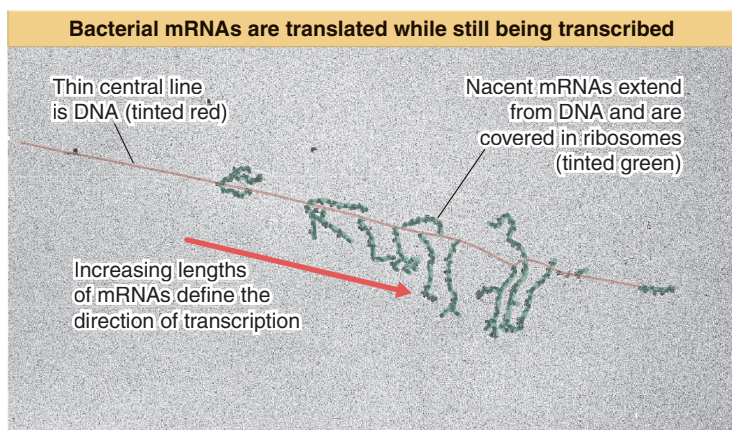 Bacterial mRNAs are translated while still being transcribed
Thin central line
is DNA (tinted red)
Nacent mRNAs extend
from DNA and are
covered in ribosomes
(tinted green)
Increasing lengths
of mRNAs define the
direction of transcription